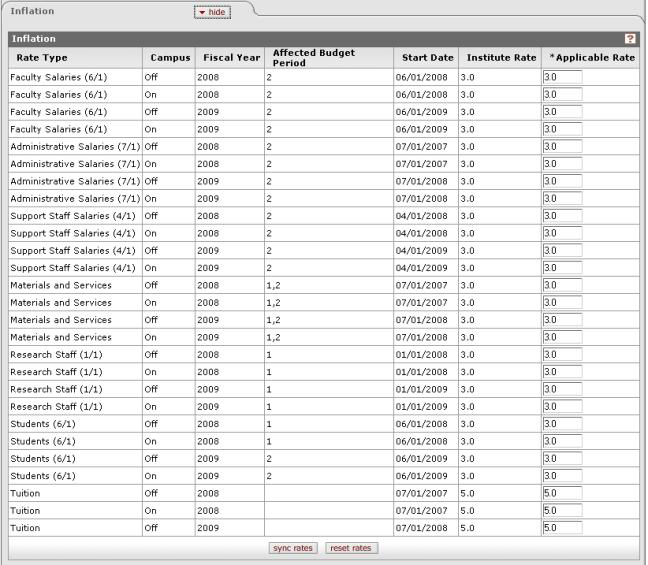 Inflation
hide
Inflation ?
Rate Type Campus Fiscal Year Affected Budget Period Start Date Institute Rate *Applicable Rate
Faculty Salaries (6/1) Off 2008 2 06/01/2008 3.0 3.0
Faculty Salaries (6/1) On 2008 2 06/01/2008 3.0 3.0
Faculty Salaries (6/1) Off 2009 2 06/01/2009 3.0 3.0
Faculty Salaries (6/1) On 2009 2 06/01/2009 3.0 3.0
Administrative Salaries (7/1) Off 2008 2 07/01/2007 3.0 3.0
Administrative Salaries (7/1) On 2008 2 07/01/2007 3.0 3.0
Administrative Salaries (7/1) Off 2009 2 07/01/2008 3.0 3.0
Administrative Salaries (7/1) On 2009 2 07/01/2008 3.0 3.0
Support Staff Salaries (4/1) Off 2008 2 04/01/2008 3.0 3.0
Support Staff Salaries (4/1) On 2008 2 04/01/2008 3.0 3.0
Support Staff Salaries (4/1) Off 2009 2 04/01/2009 3.0 3.0
Support Staff Salaries (4/1) On 2009 2 04/01/2009 3.0 3.0
Materials and Services Off 2008 1,2 07/01/2007 3.0 3.0
Materials and Services On 2008 1,2 07/01/2007 3.0 3.0
Materials and Services Off 2009 1,2 07/01/2008 3.0 3.0
Materials and Services On 2009 1,2 07/01/2008 3.0 3.0
Research Staff (1/1) Off 2008 1 01/01/2008 3.0 3.0
Research Staff (1/1) On 2008 1 01/01/2008 3.0 3.0
Research Staff (1/1) Off 2009 1 01/01/2009 3.0 3.0
Research Staff (1/1) On 2009 1 01/01/2009 3.0 3.0
Students (6/1) Off 2008 1 06/01/2008 3.0 3.0
Students (6/1) On 2008 1 06/01/2008 3.0 3.0
Students (6/1) Off 2009 2 06/01/2009 3.0 3.0
Students (6/1) On 2009 2 06/01/2009 3.0 3.0
Tuition Off 2008 07/01/2007 5.0 5.0
Tuition On 2008 07/01/2007 5.0 5.0
Tuition Off 2009 07/01/2008 5.0 5.0
sync rates reset rates